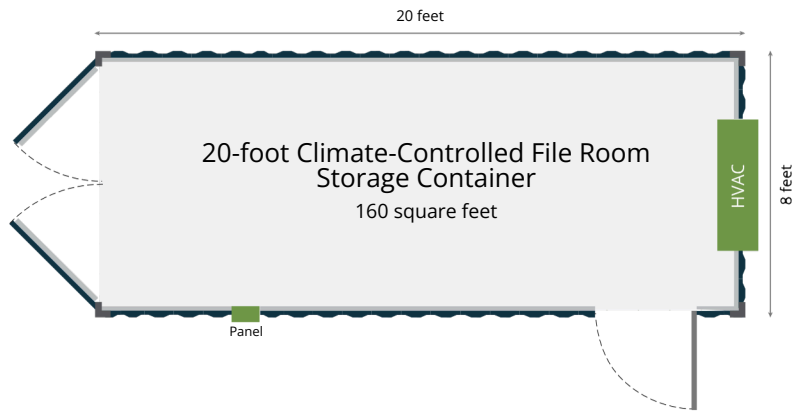 20 feet
20-foot Climate-Controlled File Room
Storage Container
160 square feet
HVAC
8 feet
Panel